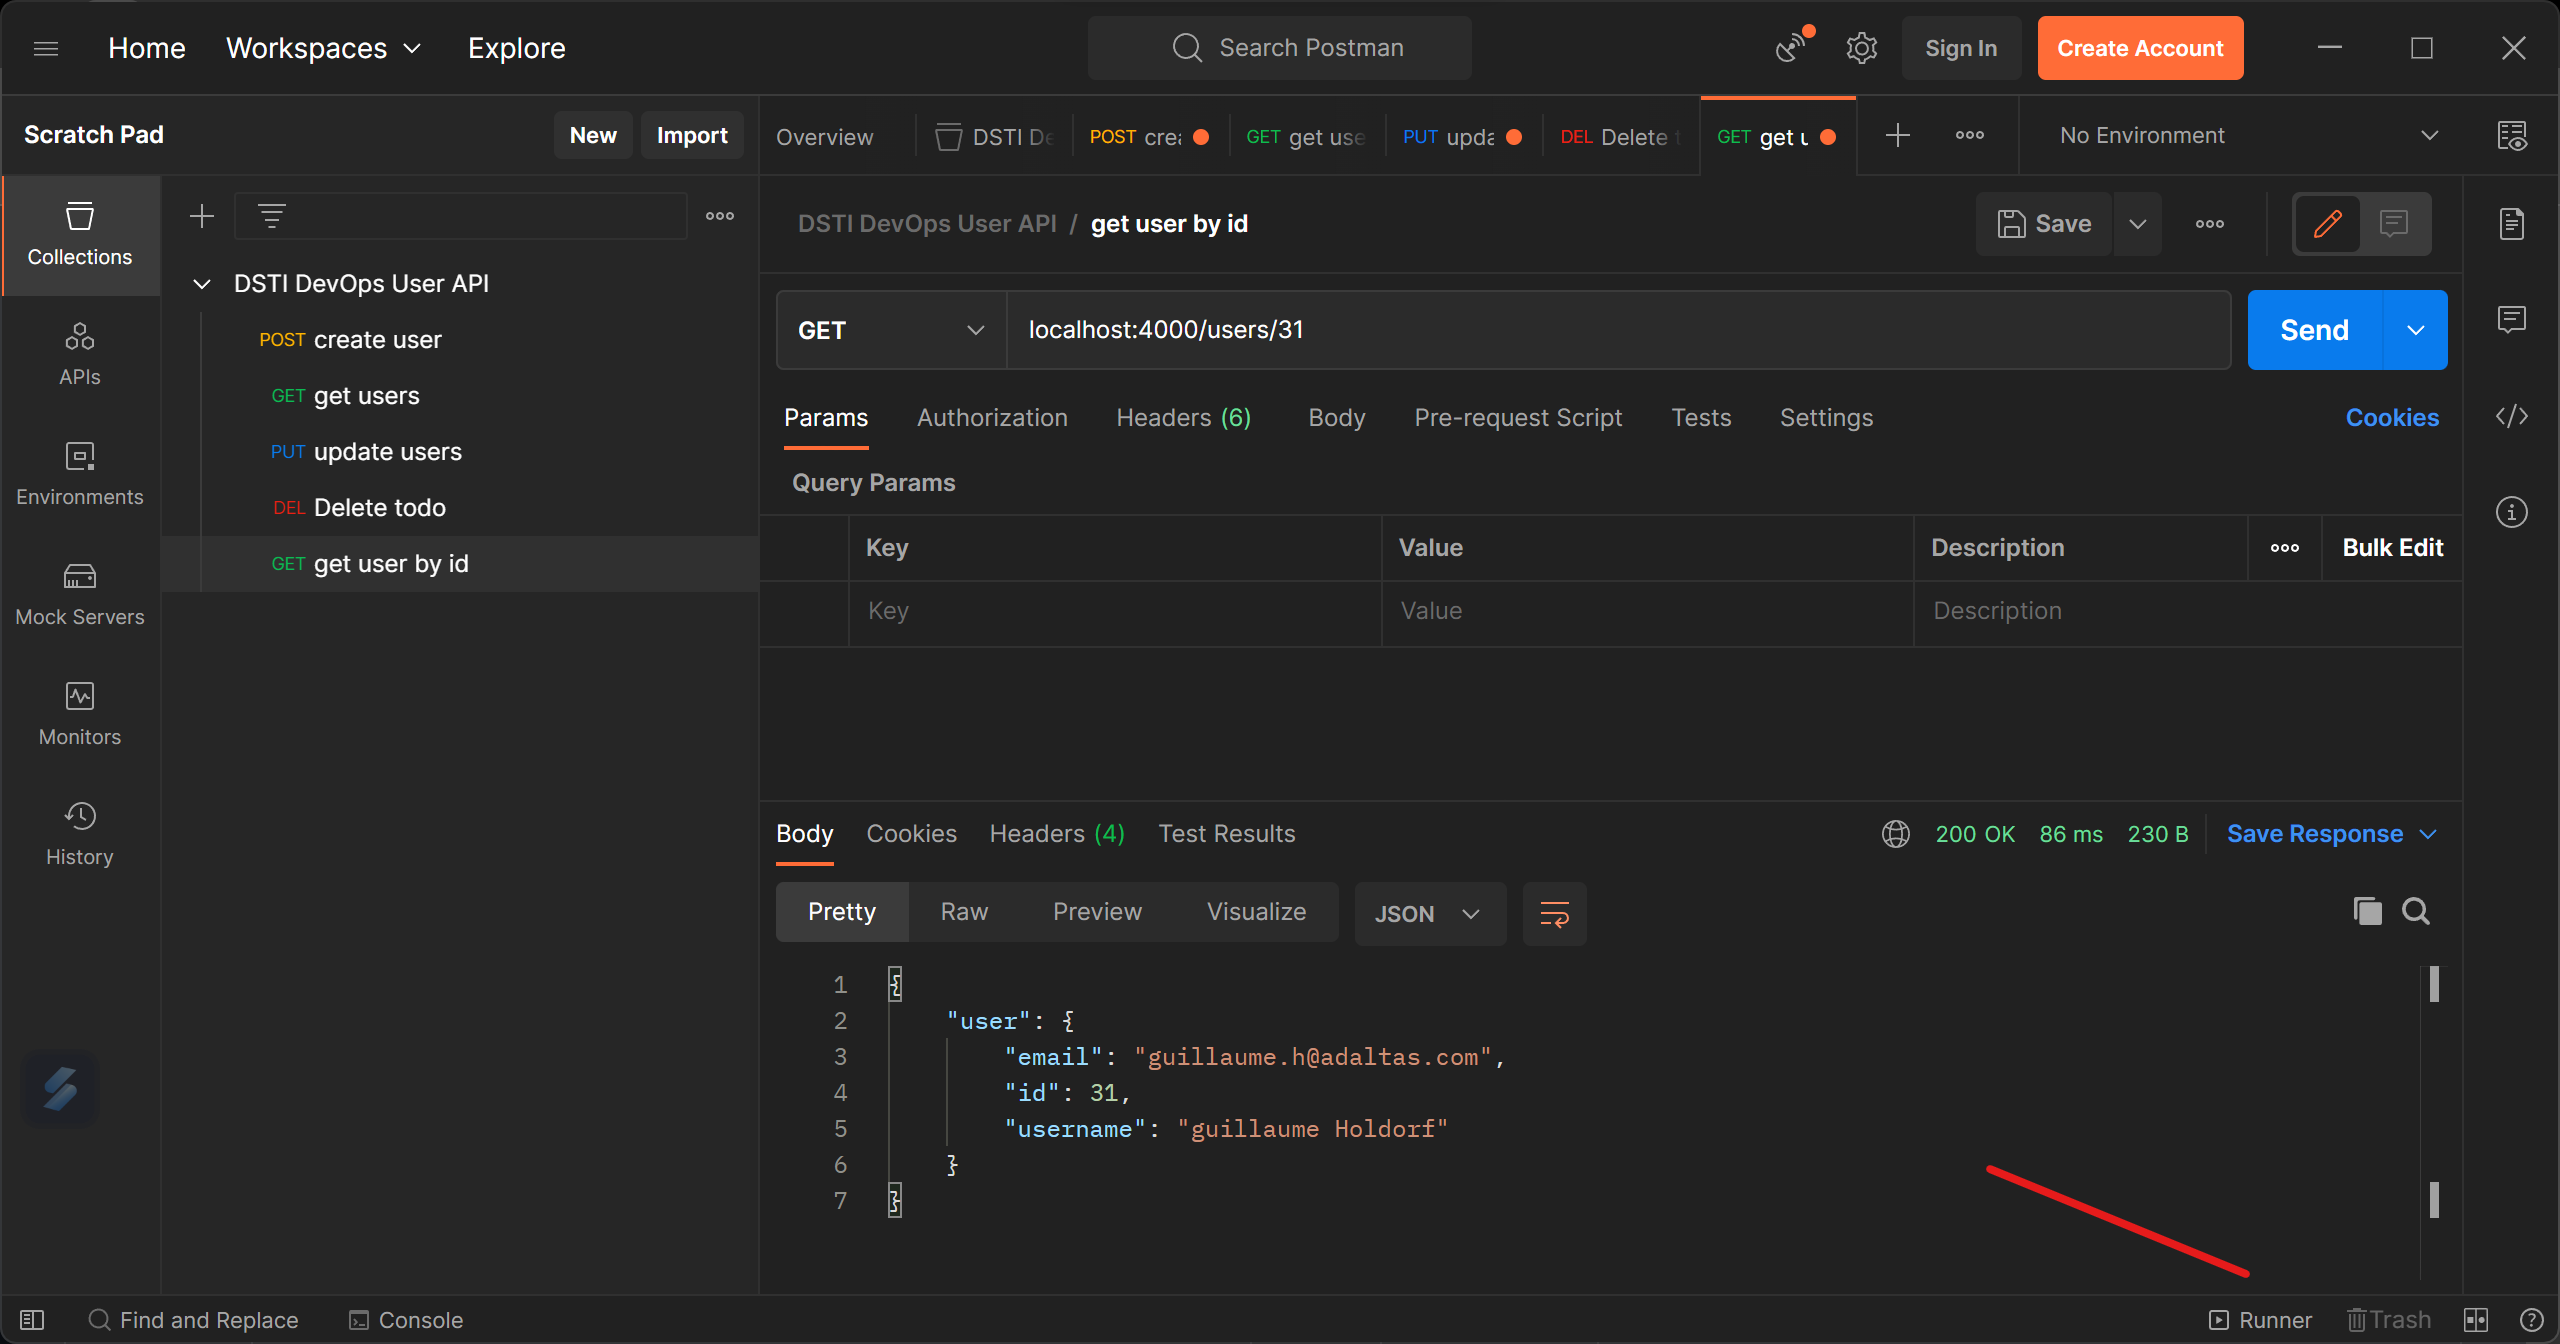 Home Workspaces Explore Search Postman Sign In Create Account
Scratch Pad New Import
Overview DSTI De POST crea GET get use PUT upda DEL Delete t GET get u No Environment
Collections
APIs
Environments
Mock Servers
Monitors
History
DSTI DevOps User API
POST create user
GET get users
PUT update users
DEL Delete todo
GET get user by id
DSTI DevOps User API / get user by id Save
GET localhost:4000/users/31 Send
Params Authorization Headers (6) Body Pre-request Script Tests Settings Cookies
Query Params
Key Value Description Bulk Edit
Key Value Description
Body Cookies Headers (4) Test Results 200 OK 86 ms 230 B Save Response
Pretty Raw Preview Visualize JSON
1 {
2 "user": {
3 "email": "guillaume.h@adaltas.com",
4 "id": 31,
5 "username": "guillaume Holdorf"
6 }
7 }
Find and Replace Console Runner Trash